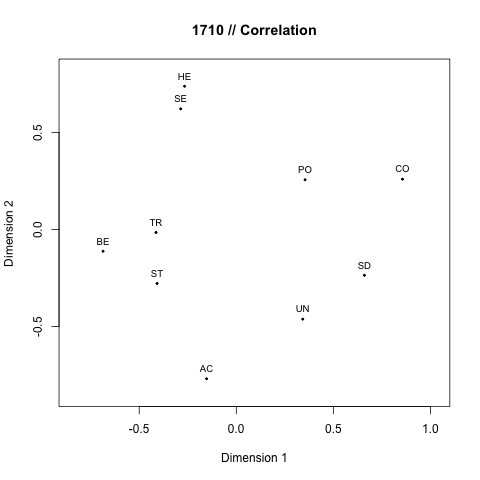 1710 // Correlation
HE
SE
PO
CO
TR
BE
ST
SD
UN
AC
Dimension 2
0.5
0.0
-0.5
-0.5
0.0
0.5
1.0
Dimension 1